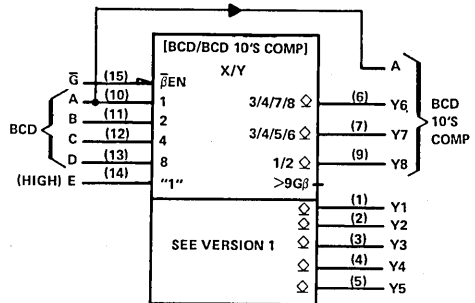 [BCD/BCD 10'S COMP]
X/Y
G̅ (15) β̅EN
A (10) 1
B (11) 2
C (12) 4
D (13) 8
(HIGH) E (14) "1"
BCD
A
3/4/7/8 (6) Y6
3/4/5/6 (7) Y7
1/2 (9) Y8
>9Gβ
BCD
10'S
COMP
SEE VERSION 1
(1) Y1
(2) Y2
(3) Y3
(4) Y4
(5) Y5